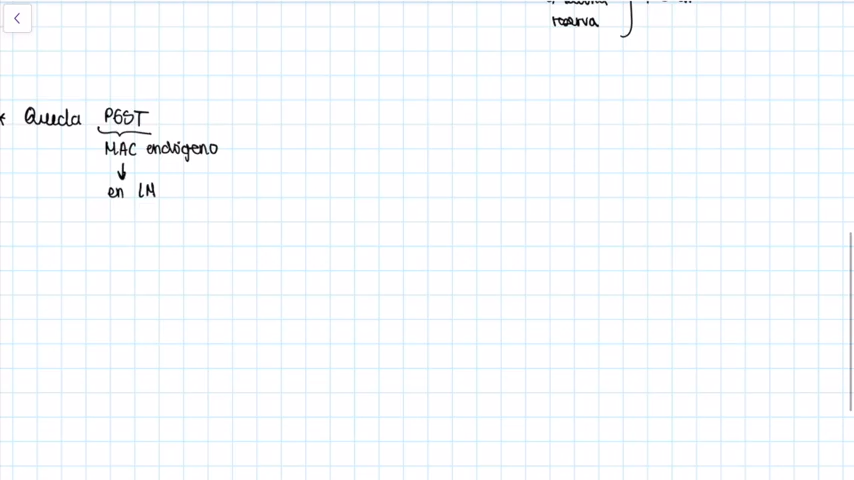 reserva
* Queda PGST
MAC endógeno
↓
en LM